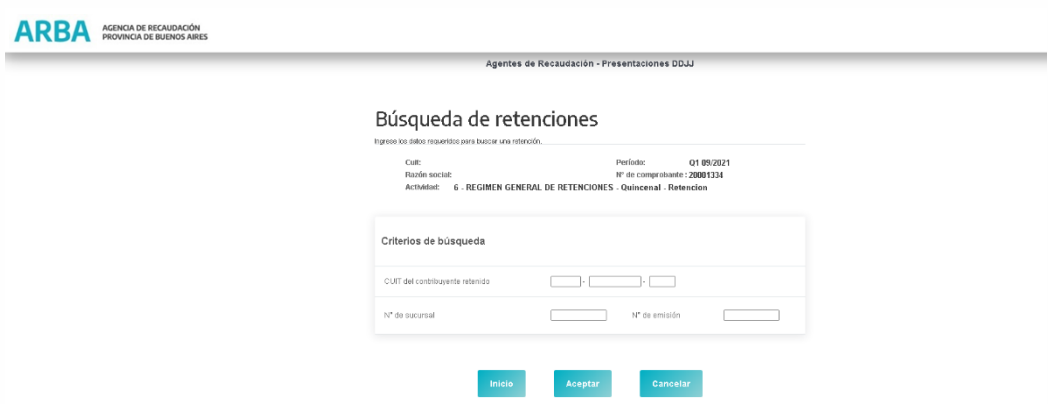 ARBA AGENCIA DE RECAUDACIÓN
PROVINCIA DE BUENOS AIRES
Agentes de Recaudación - Presentaciones DDJJ
Búsqueda de retenciones
Ingrese los datos requeridos para buscar una retención.
Cuit: Período: Q1 09/2021
Razón social: N° de comprobante : 20001334
Actividad: 6 - REGIMEN GENERAL DE RETENCIONES - Quincenal - Retencion
Criterios de búsqueda
CUIT del contribuyente retenido - -
N° de sucursal N° de emisión
Inicio Aceptar Cancelar